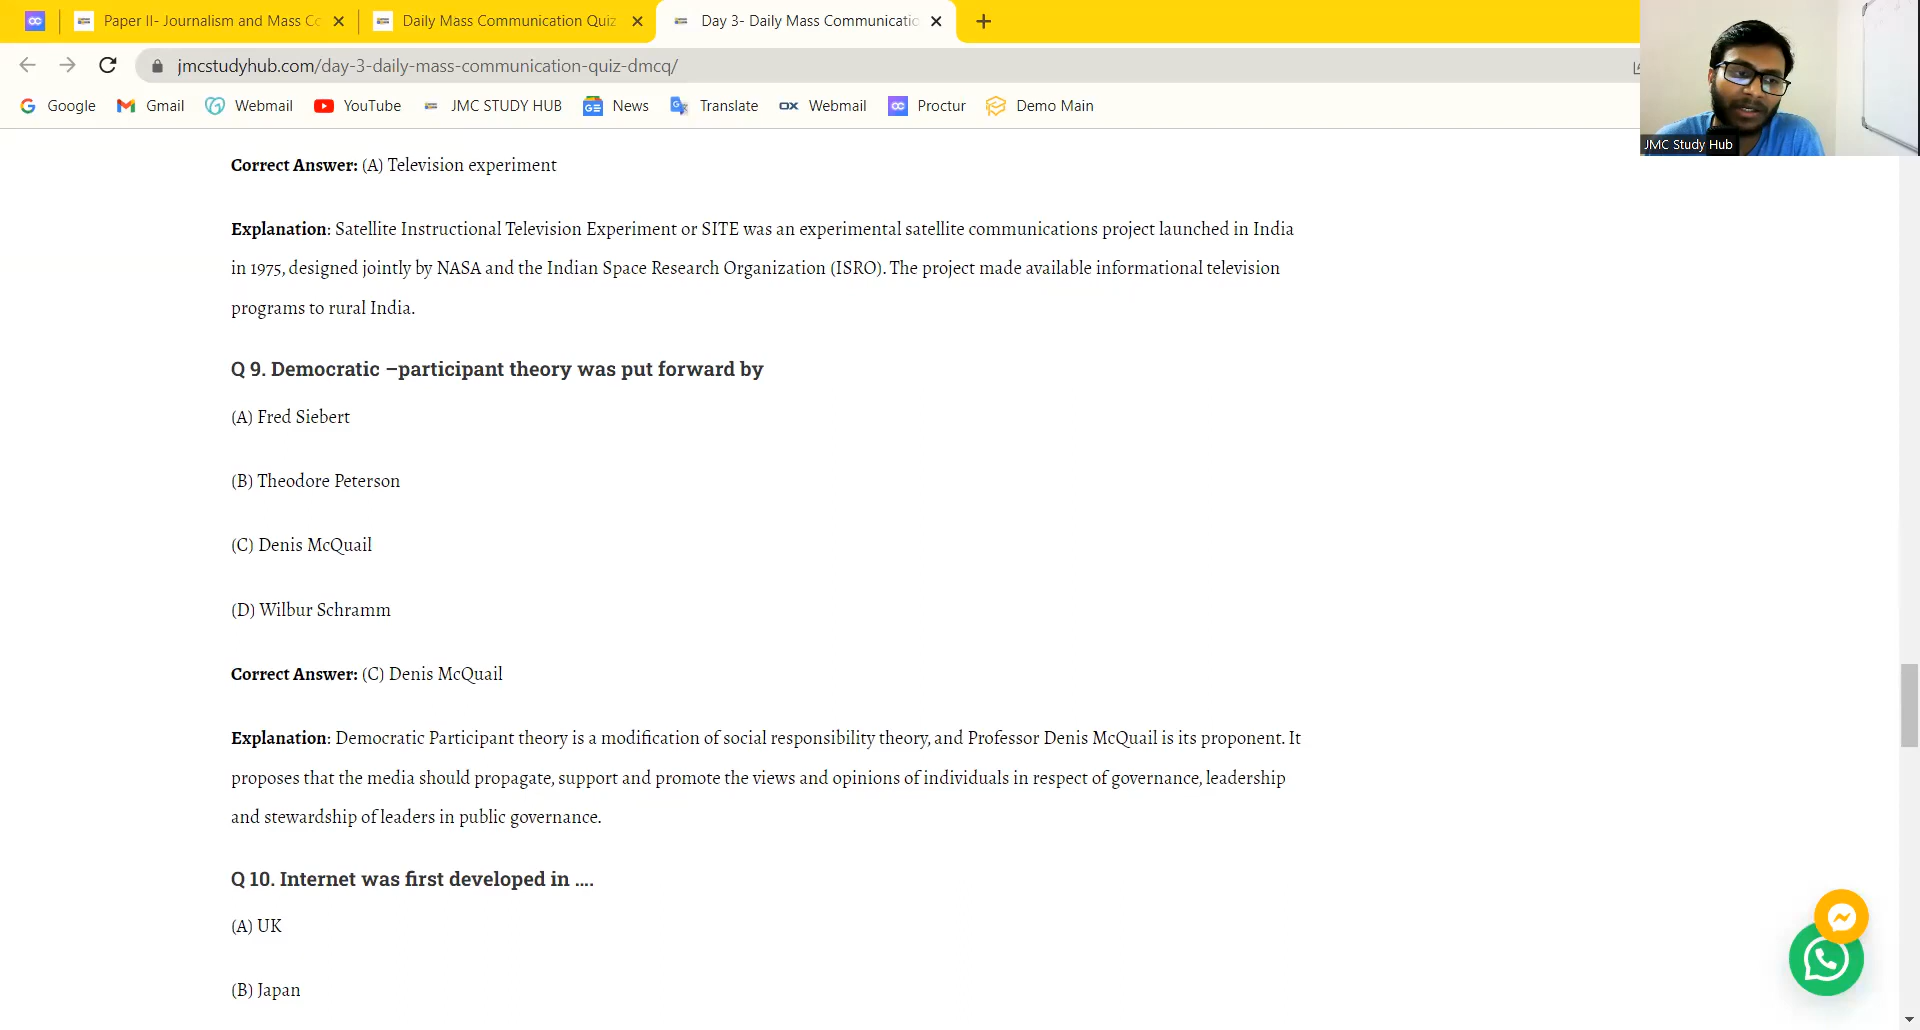 Paper II- Journalism and Mass Co
Daily Mass Communication Quiz
Day 3- Daily Mass Communicatio
jmcstudyhub.com/day-3-daily-mass-communication-quiz-dmcq/
Google Gmail Webmail YouTube JMC STUDY HUB News Translate Webmail Proctur Demo Main
JMC Study Hub
Correct Answer: (A) Television experiment
Explanation: Satellite Instructional Television Experiment or SITE was an experimental satellite communications project launched in India
in 1975, designed jointly by NASA and the Indian Space Research Organization (ISRO). The project made available informational television
programs to rural India.
Q 9. Democratic –participant theory was put forward by
(A) Fred Siebert
(B) Theodore Peterson
(C) Denis McQuail
(D) Wilbur Schramm
Correct Answer: (C) Denis McQuail
Explanation: Democratic Participant theory is a modification of social responsibility theory, and Professor Denis McQuail is its proponent. It
proposes that the media should propagate, support and promote the views and opinions of individuals in respect of governance, leadership
and stewardship of leaders in public governance.
Q 10. Internet was first developed in ....
(A) UK
(B) Japan